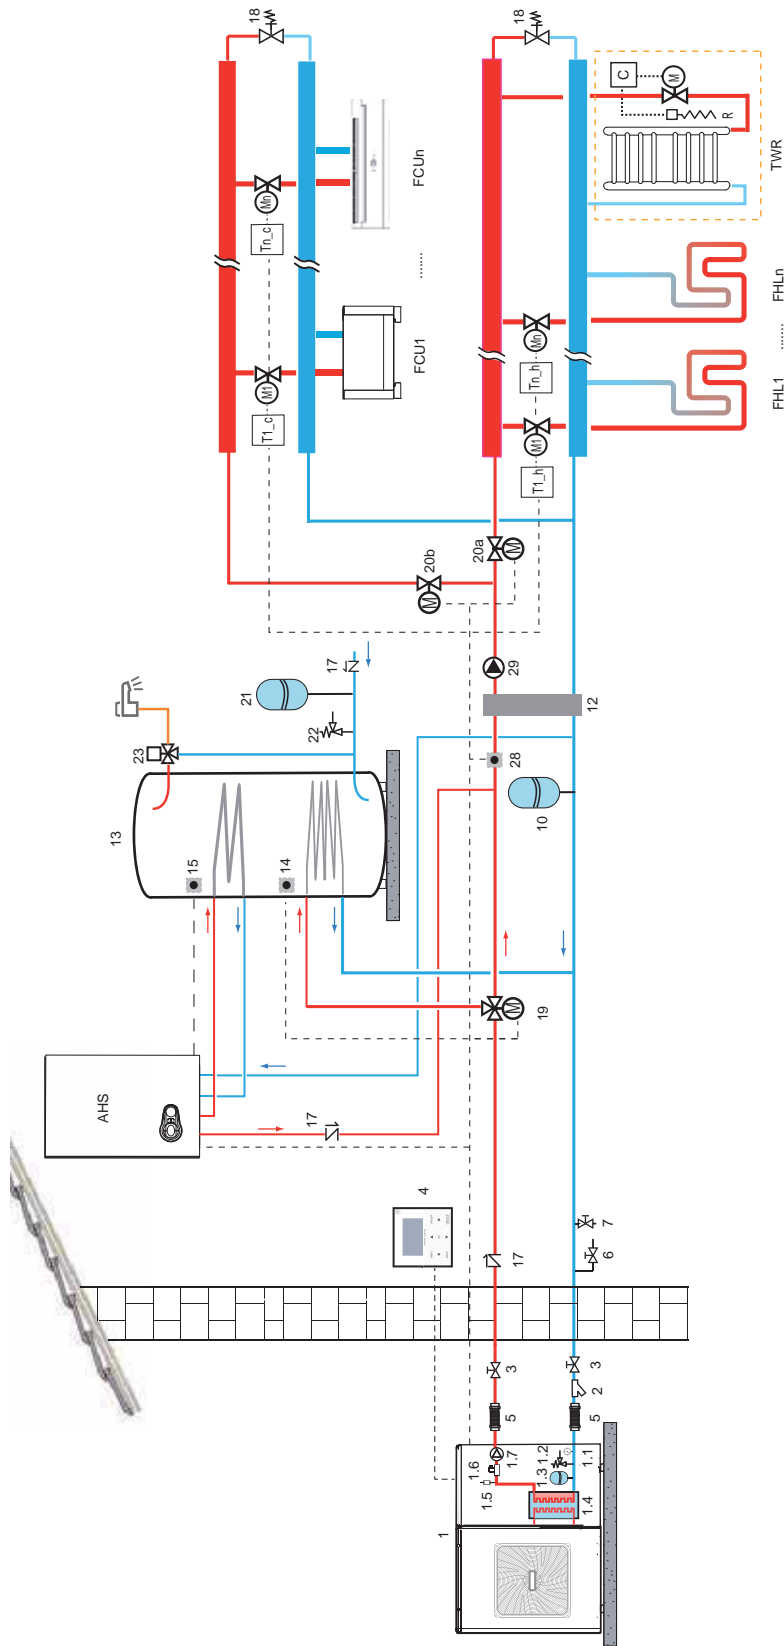 18
18
AHS
13
23
15
14
21
22
17
17
T1_c
M1
Tn_c
Mn
FCU1
........
FCUn
4
M
20b
20a
M
1
1.5
1.6
1.7
5
3
17
M
19
28
29
T1_h
M1
Tn_h
Mn
C
M
R
TWR
1.3
1.2
1.1
1.4
5
2
3
6
7
10
12
FHL1
........
FHLn